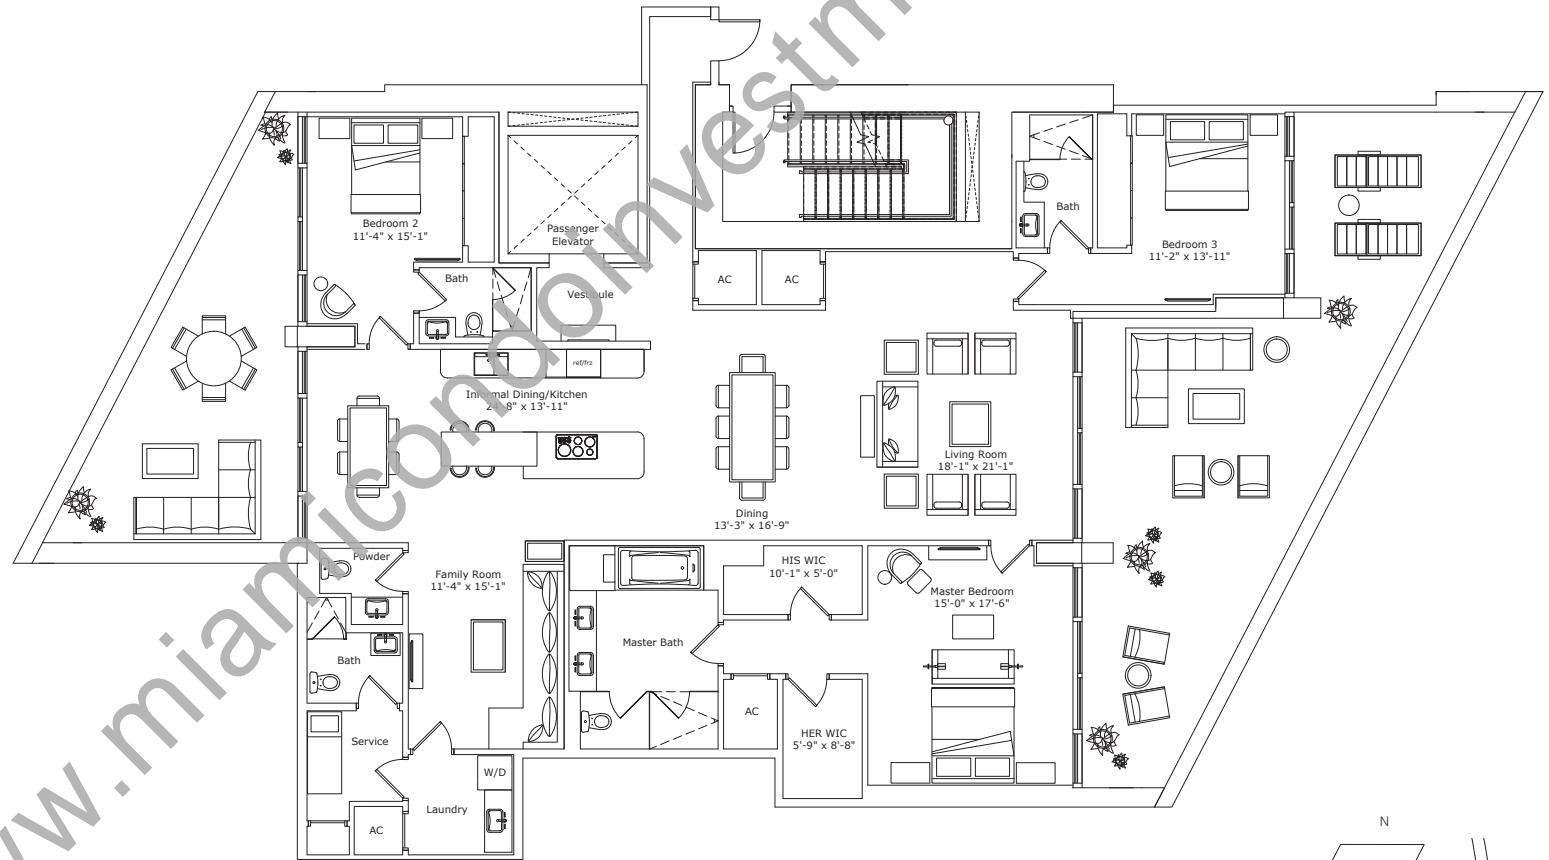 Bedroom 2
11'-4" x 15'-1"
Passenger
Elevator
Bath
Vestibule
AC
AC
Bath
Bedroom 3
11'-2" x 13'-11"
ref/frz
Informal Dining/Kitchen
24'-8" x 13'-11"
Living Room
18'-1" x 21'-1"
Dining
13'-3" x 16'-9"
Powder
Family Room
11'-4" x 15'-1"
HIS WIC
10'-1" x 5'-0"
Master Bedroom
15'-0" x 17'-6"
Master Bath
Bath
AC
HER WIC
5'-9" x 8'-8"
Service
W/D
Laundry
AC
N
www.miamicondoinvestm